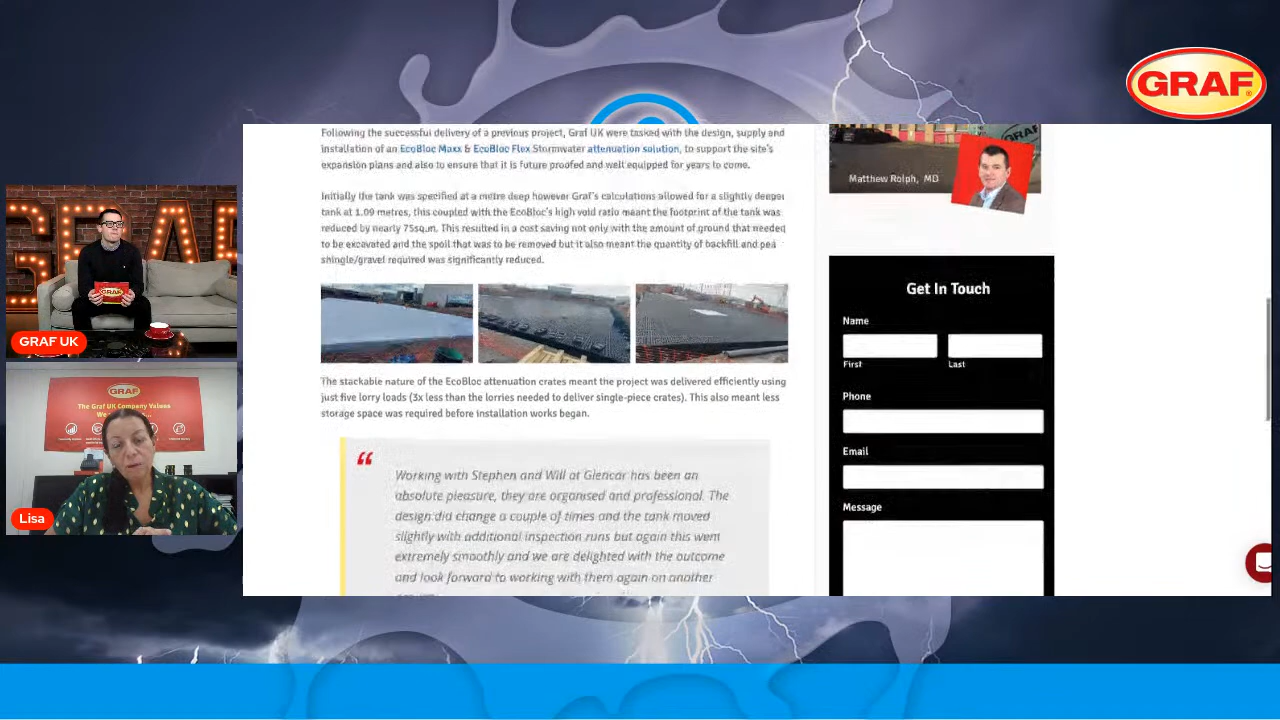 GRAF
Following the successful delivery of a previous project, Graf UK were tasked with the design, supply and
installation of an EcoBloc Maxx & EcoBloc Flex Stormwater attenuation solution, to support the site's
expansion plans and also to ensure that it is future proofed and well equipped for years to come.
Initially the tank was specified at a metre deep however Graf's calculations allowed for a slightly deeper
tank at 1.09 metres, this coupled with the EcoBloc's high void ratio meant the footprint of the tank was
reduced by nearly 75sq.m. This resulted in a cost saving not only with the amount of ground that needed
to be excavated and the spoil that was to be removed but it also meant the quantity of backfill and pea
shingle/gravel required was significantly reduced.
The stackable nature of the EcoBloc attenuation crates meant the project was delivered efficiently using
just five lorry loads (3x less than the lorries needed to deliver single-piece crates). This also meant less
storage space was required before installation works began.
Working with Stephen and Will at Glencar has been an
absolute pleasure, they are organised and professional. The
design did change a couple of times and the tank moved
slightly with additional inspection runs but again this went
extremely smoothly and we are delighted with the outcome
and look forward to working with them again on another
GRAF
Matthew Rolph, MD
Get In Touch
Name
First
Last
Phone
Email
Message
GRAF
GRAF
GRAF UK
GRAF
The Graf UK Company Values
Lisa